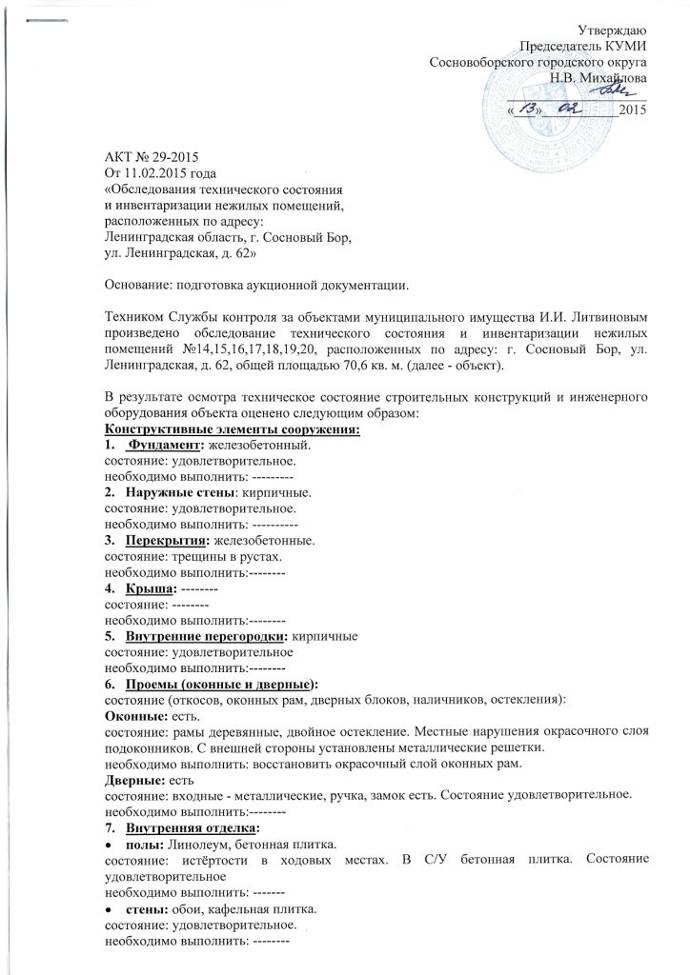 Утверждаю
Председатель КУМИ
Сосновоборского городского округа
Н.В. Михайлова
«13» 02 2015
АКТ № 29-2015
От 11.02.2015 года
«Обследования технического состояния
и инвентаризации нежилых помещений,
расположенных по адресу:
Ленинградская область, г. Сосновый Бор,
ул. Ленинградская, д. 62»
Основание: подготовка аукционной документации.
Техником Службы контроля за объектами муниципального имущества И.И. Литвиновым
произведено обследование технического состояния и инвентаризации нежилых
помещений №14,15,16,17,18,19,20, расположенных по адресу: г. Сосновый Бор, ул.
Ленинградская, д. 62, общей площадью 70,6 кв. м. (далее - объект).
В результате осмотра техническое состояние строительных конструкций и инженерного
оборудования объекта оценено следующим образом:
Конструктивные элементы сооружения:
1. Фундамент: железобетонный.
состояние: удовлетворительное.
необходимо выполнить: ---------
2. Наружные стены: кирпичные.
состояние: удовлетворительное.
необходимо выполнить: ----------
3. Перекрытия: железобетонные.
состояние: трещины в рустах.
необходимо выполнить:--------
4. Крыша: --------
состояние: --------
необходимо выполнить:--------
5. Внутренние перегородки: кирпичные
состояние: удовлетворительное
необходимо выполнить:--------
6. Проемы (оконные и дверные):
состояние (откосов, оконных рам, дверных блоков, наличников, остекления):
Оконные: есть.
состояние: рамы деревянные, двойное остекление. Местные нарушения окрасочного слоя
подоконников. С внешней стороны установлены металлические решетки.
необходимо выполнить: восстановить окрасочный слой оконных рам.
Дверные: есть
состояние: входные - металлические, ручка, замок есть. Состояние удовлетворительное.
необходимо выполнить:--------
7. Внутренняя отделка:
• полы: Линолеум, бетонная плитка.
состояние: истёртости в ходовых местах. В С/У бетонная плитка. Состояние
удовлетворительное
необходимо выполнить: -------
• стены: обои, кафельная плитка.
состояние: удовлетворительное.
необходимо выполнить: --------